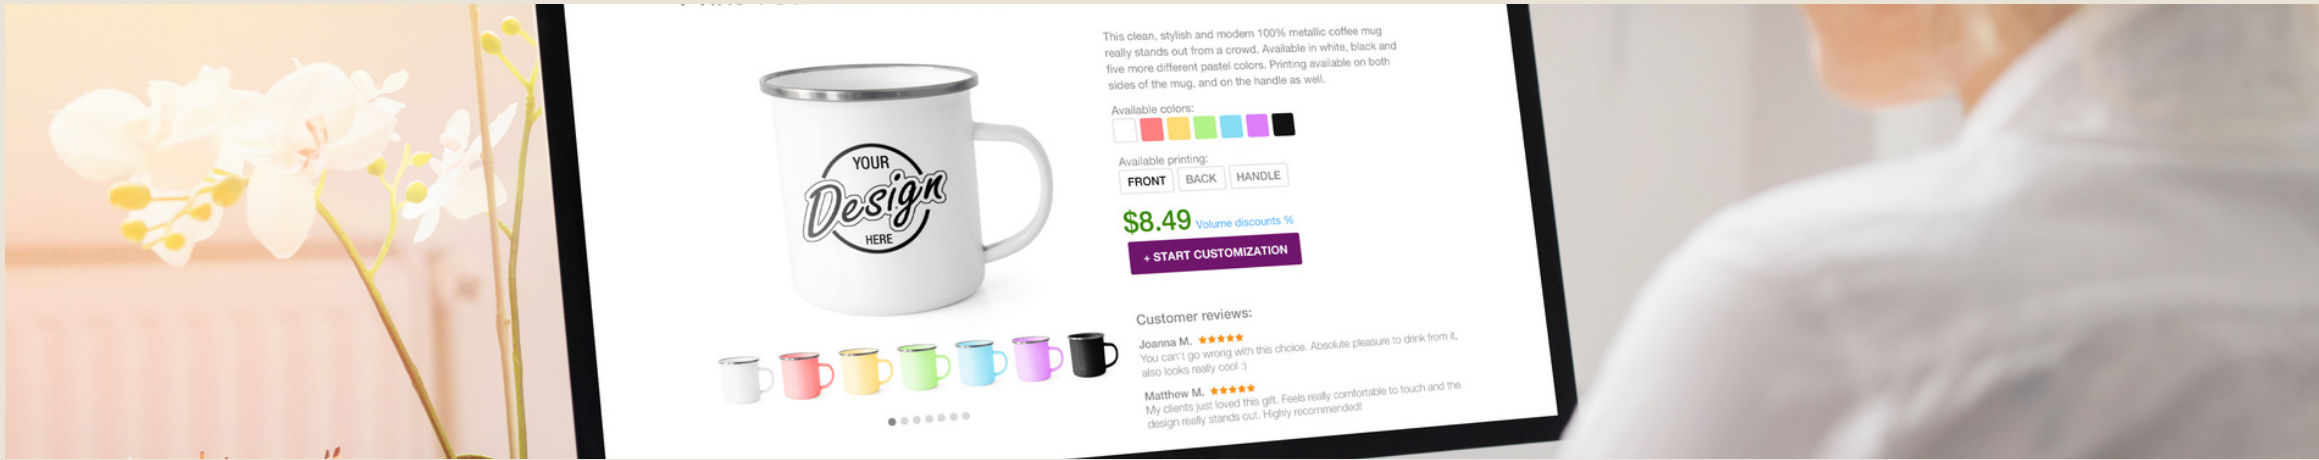 This clean, stylish and modern 100% metallic coffee mug
really stands out from a crowd. Available in white, black and
five more different pastel colors. Printing available on both
sides of the mug, and on the handle as well.
Available colors:
Available printing:
FRONT BACK HANDLE
$8.49 Volume discounts %
+ START CUSTOMIZATION
YOUR
Design
HERE
Customer reviews:
Joanna M. ★★★★★
You can't go wrong with this choice. Absolute pleasure to drink from it,
also looks really cool :)
Matthew M. ★★★★★
My clients just loved this gift. Feels really comfortable to touch and the
design really stands out. Highly recommended!